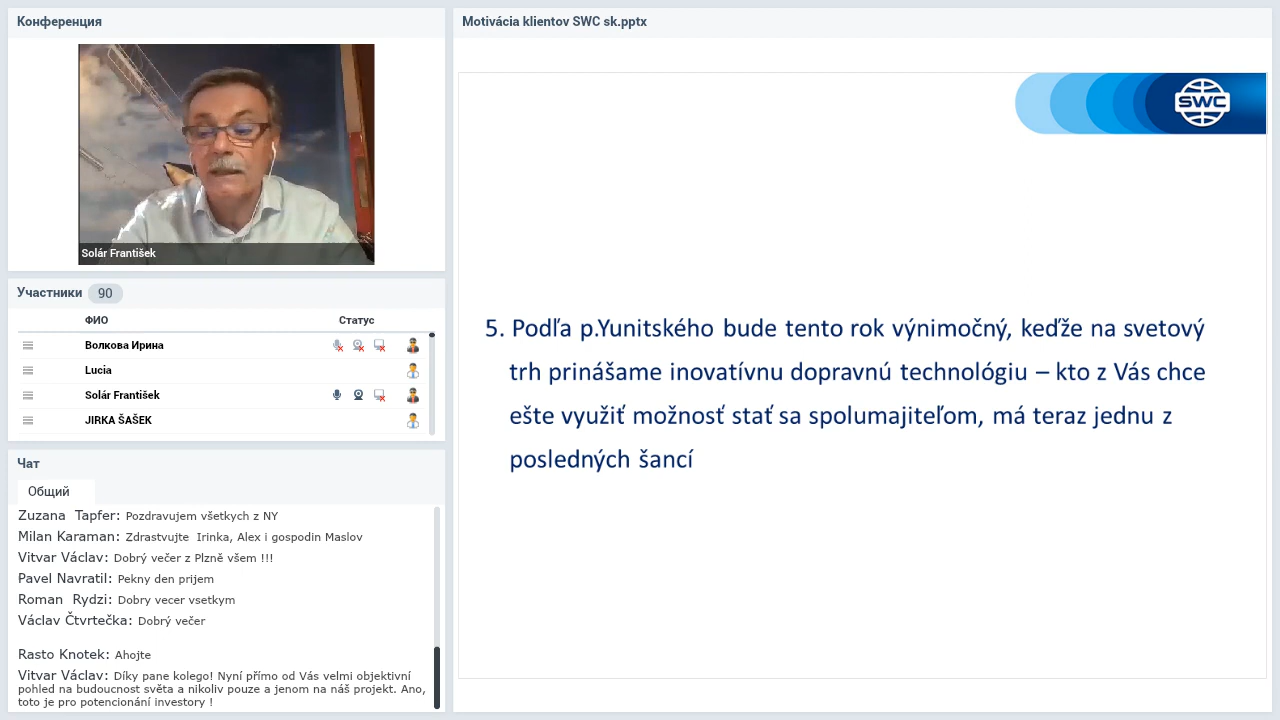 Конференция
Solár František
Участники 90
ФИО Статус
Волкова Ирина
Lucia
Solár František
JIRKA ŠAŠEK
Чат
Общий
Zuzana Tapfer: Pozdravujem všetkych z NY
Milan Karaman: Zdrastvujte Irinka, Alex i gospodin Maslov
Vitvar Václav: Dobrý večer z Plzně všem !!!
Pavel Navratil: Pekny den prijem
Roman Rydzi: Dobry vecer vsetkym
Václav Čtvrtečka: Dobrý večer
Rasto Knotek: Ahojte
Vitvar Václav: Díky pane kolego! Nyní přímo od Vás velmi objektivní
pohled na budoucnost světa a nikoliv pouze a jenom na náš projekt. Ano,
toto je pro potencionání investory !
Motivácia klientov SWC sk.pptx
SWC
5. Podľa p.Yunitského bude tento rok výnimočný, keďže na svetový
trh prinášame inovatívnu dopravnú technológiu – kto z Vás chce
ešte využiť možnosť stať sa spolumajiteľom, má teraz jednu z
posledných šancí